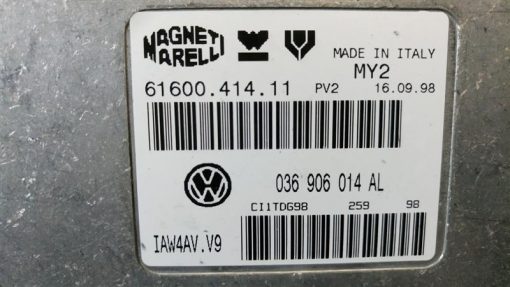 MAGNETI
MARELLI
MADE IN ITALY
MY2
61600.414.11 PV2 16.09.98
036 906 014 AL
CI1TDG98 259 98
IAW4AV.V9